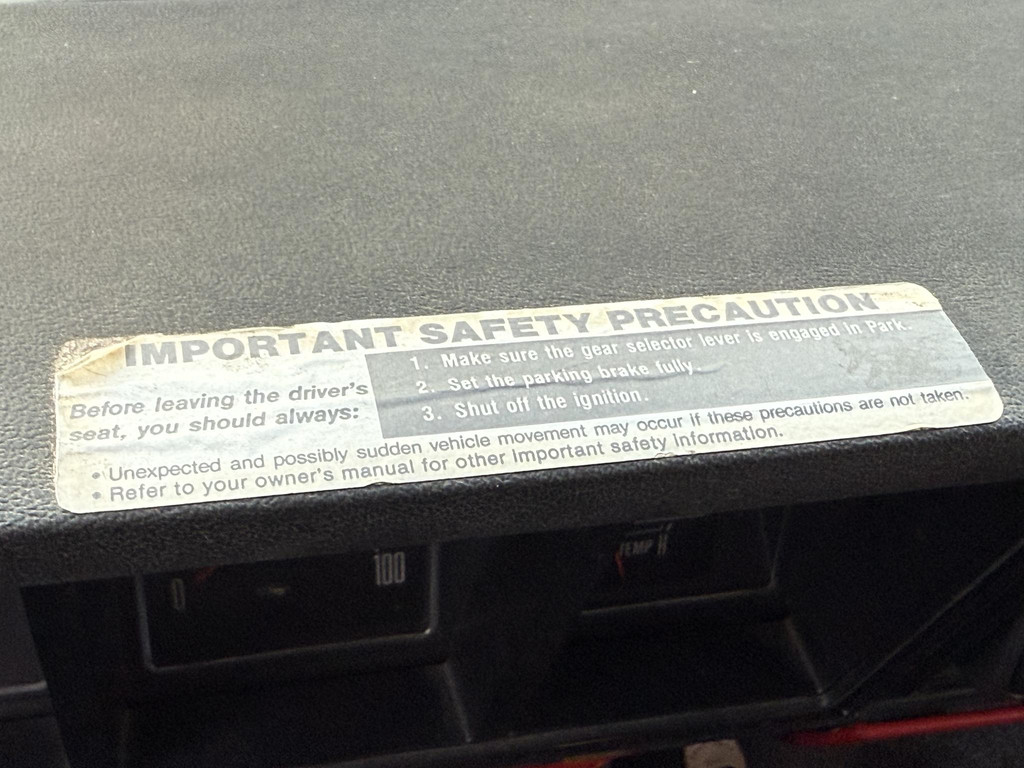 IMPORTANT SAFETY PRECAUTION
Before leaving the driver's
seat, you should always:
1. Make sure the gear selector lever is engaged in Park.
2. Set the parking brake fully.
3. Shut off the ignition.
• Unexpected and possibly sudden vehicle movement may occur if these precautions are not taken.
• Refer to your owner's manual for other important safety information.
0 100
TEMP H